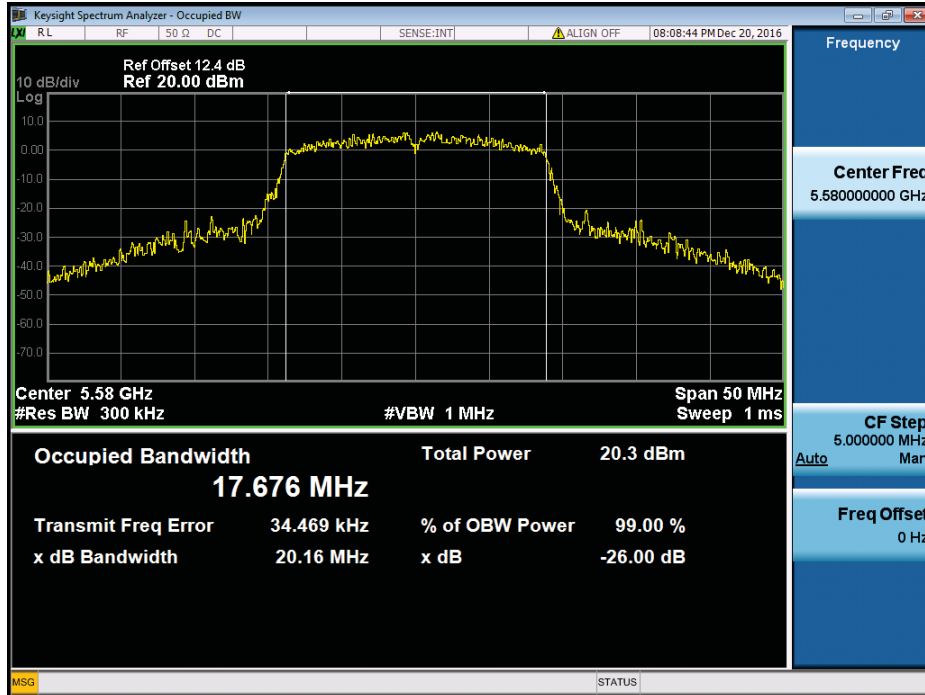 Keysight Spectrum Analyzer - Occupied BW
LXI RL RF 50 Ω DC SENSE:INT ALIGN OFF 08:08:44 PM Dec 20, 2016
Frequency
Ref Offset 12.4 dB
10 dB/div Ref 20.00 dBm
Log
10.0
0.00
-10.0
-20.0
-30.0
-40.0
-50.0
-60.0
-70.0
Center 5.58 GHz Span 50 MHz
#Res BW 300 kHz #VBW 1 MHz Sweep 1 ms
Occupied Bandwidth Total Power 20.3 dBm
17.676 MHz
Transmit Freq Error 34.469 kHz % of OBW Power 99.00 %
x dB Bandwidth 20.16 MHz x dB -26.00 dB
Center Freq
5.580000000 GHz
CF Step
5.000000 MHz
Auto Man
Freq Offset
0 Hz
MSG STATUS